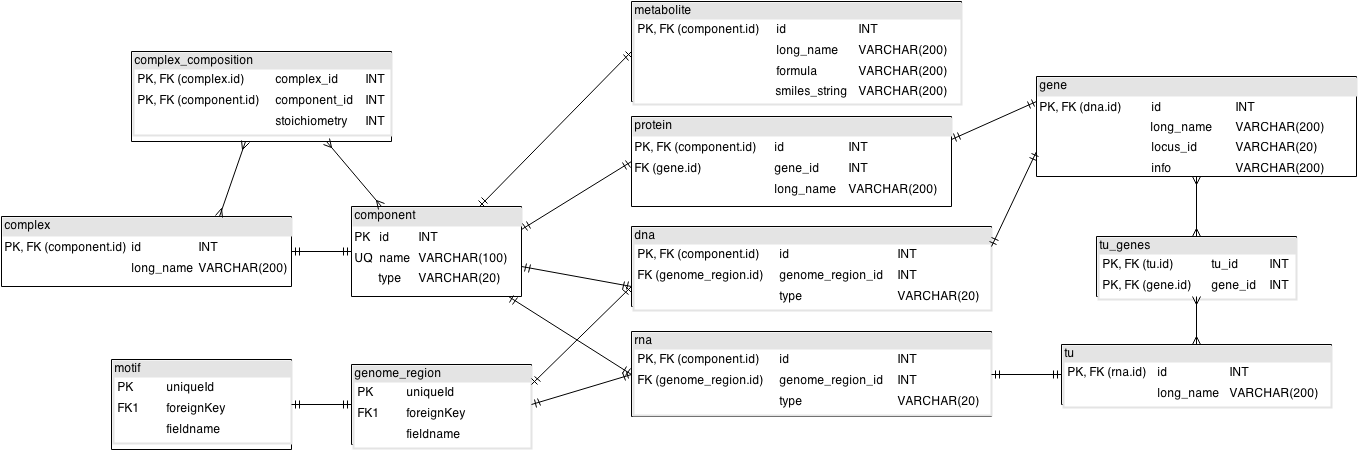 metabolite
PK, FK (component.id) id INT
long_name VARCHAR(200)
formula VARCHAR(200)
smiles_string VARCHAR(200)
complex_composition
PK, FK (complex.id) complex_id INT
PK, FK (component.id) component_id INT
stoichiometry INT
gene
PK, FK (dna.id) id INT
long_name VARCHAR(200)
locus_id VARCHAR(20)
info VARCHAR(200)
protein
PK, FK (component.id) id INT
FK (gene.id) gene_id INT
long_name VARCHAR(200)
complex
PK, FK (component.id) id INT
long_name VARCHAR(200)
component
PK id INT
UQ name VARCHAR(100)
type VARCHAR(20)
dna
PK, FK (component.id) id INT
FK (genome_region.id) genome_region_id INT
type VARCHAR(20)
tu_genes
PK, FK (tu.id) tu_id INT
PK, FK (gene.id) gene_id INT
rna
PK, FK (component.id) id INT
FK (genome_region.id) genome_region_id INT
type VARCHAR(20)
tu
PK, FK (rna.id) id INT
long_name VARCHAR(200)
motif
PK uniqueId
FK1 foreignKey
fieldname
genome_region
PK uniqueId
FK1 foreignKey
fieldname